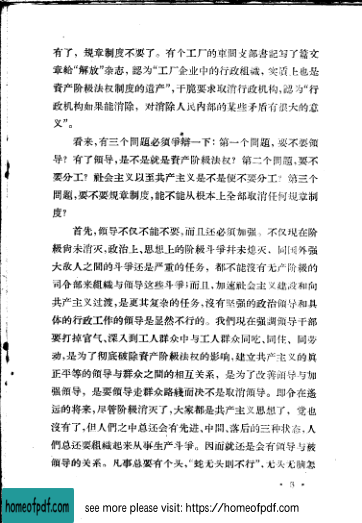 有了，規章制度不要了。有个工厂的車間支部書記写了篇文
章給“解放”杂志，認为“工厂企业中的行政組織，实質上也是
資产阶級法权制度的遺产”，干脆要求取消行政机构，認为“行
政机构如果能消除，对消除人民內部的某些矛盾有很大的意
义”。
看来，有三个問題必須爭辯一下：第一个問題，要不要領
导？有了領导，是不是就是資产阶級法权？第二个問題，要不
要分工？社会主义以至共产主义是不是便不要分工？第三个
問題，要不要規章制度，能不能从根本上全部取消任何規章制
度？
首先，領导不仅不能不要，而且还必須加强。不仅現在阶
級尙未消灭，政治上、思想上的阶級斗爭幷未熄灭、同国外强
大敌人之間的斗爭还是严重的任务，都不能沒有无产阶級的
司令部来組織与領导这些斗爭；而且，加速社会主义建設和向
共产主义过渡，是更其复杂的任务，沒有坚强的政治領导和具
体的行政工作的領导是显然不行的。我們現在强調領导干部
要打掉官气、深入到工人群众中与工人群众同吃、同住、同劳
动，是为了彻底破除資产阶級法权的影响，建立共产主义的眞
正平等的領导与群众之間的相互关系，是为了改善領导与加
强領导，是要領导走群众路綫而决不是取消領导。即令在遙
远的将来，尽管阶級消灭了，大家都是共产主义思想了，党也
沒有了，但人們之中总还会有先进、中間、落后的三种状态，人
們总还要組織起来从事生产斗爭。因而就还是会有領导与被
領导的关系。凡事总要有个头，“蛇无头則不行”，无头无脑怎
· 3 ·
homeofpdf.com
see more please visit: https://homeofpdf.com